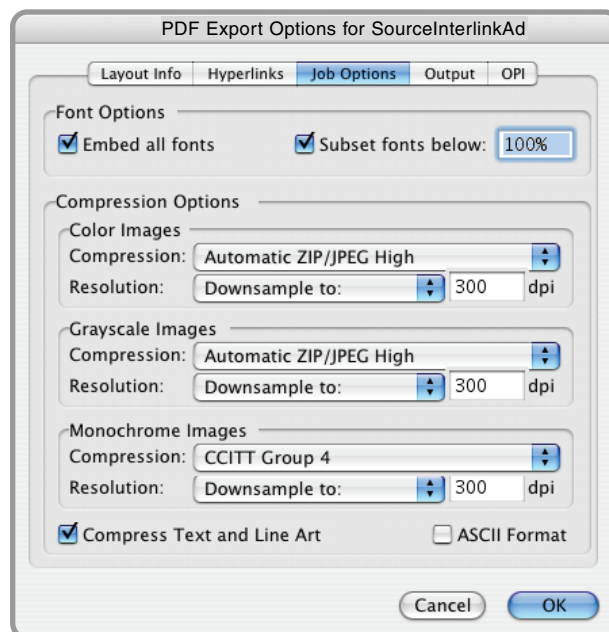 PDF Export Options for SourceInterlinkAd
Layout Info Hyperlinks Job Options Output OPI
Font Options
Embed all fonts Subset fonts below: 100%
Compression Options
Color Images
Compression: Automatic ZIP/JPEG High
Resolution: Downsample to: 300 dpi
Grayscale Images
Compression: Automatic ZIP/JPEG High
Resolution: Downsample to: 300 dpi
Monochrome Images
Compression: CCITT Group 4
Resolution: Downsample to: 300 dpi
Compress Text and Line Art ASCII Format
Cancel OK